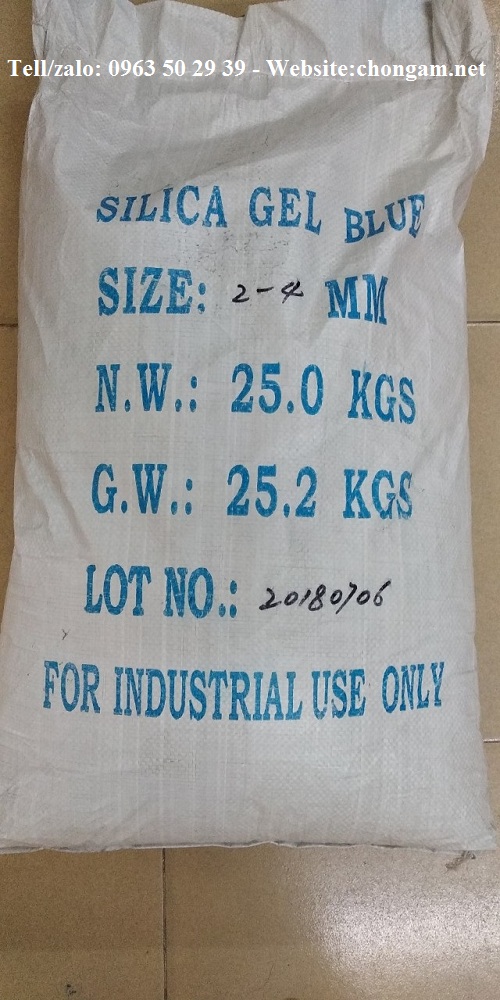 Tell/zalo: 0963 50 29 39 - Website:chongam.net
SILICA GEL BLUE
SIZE: 2-4 MM
N.W.: 25.0 KGS
G.W.: 25.2 KGS
LOT NO.: 20180706
FOR INDUSTRIAL USE ONLY